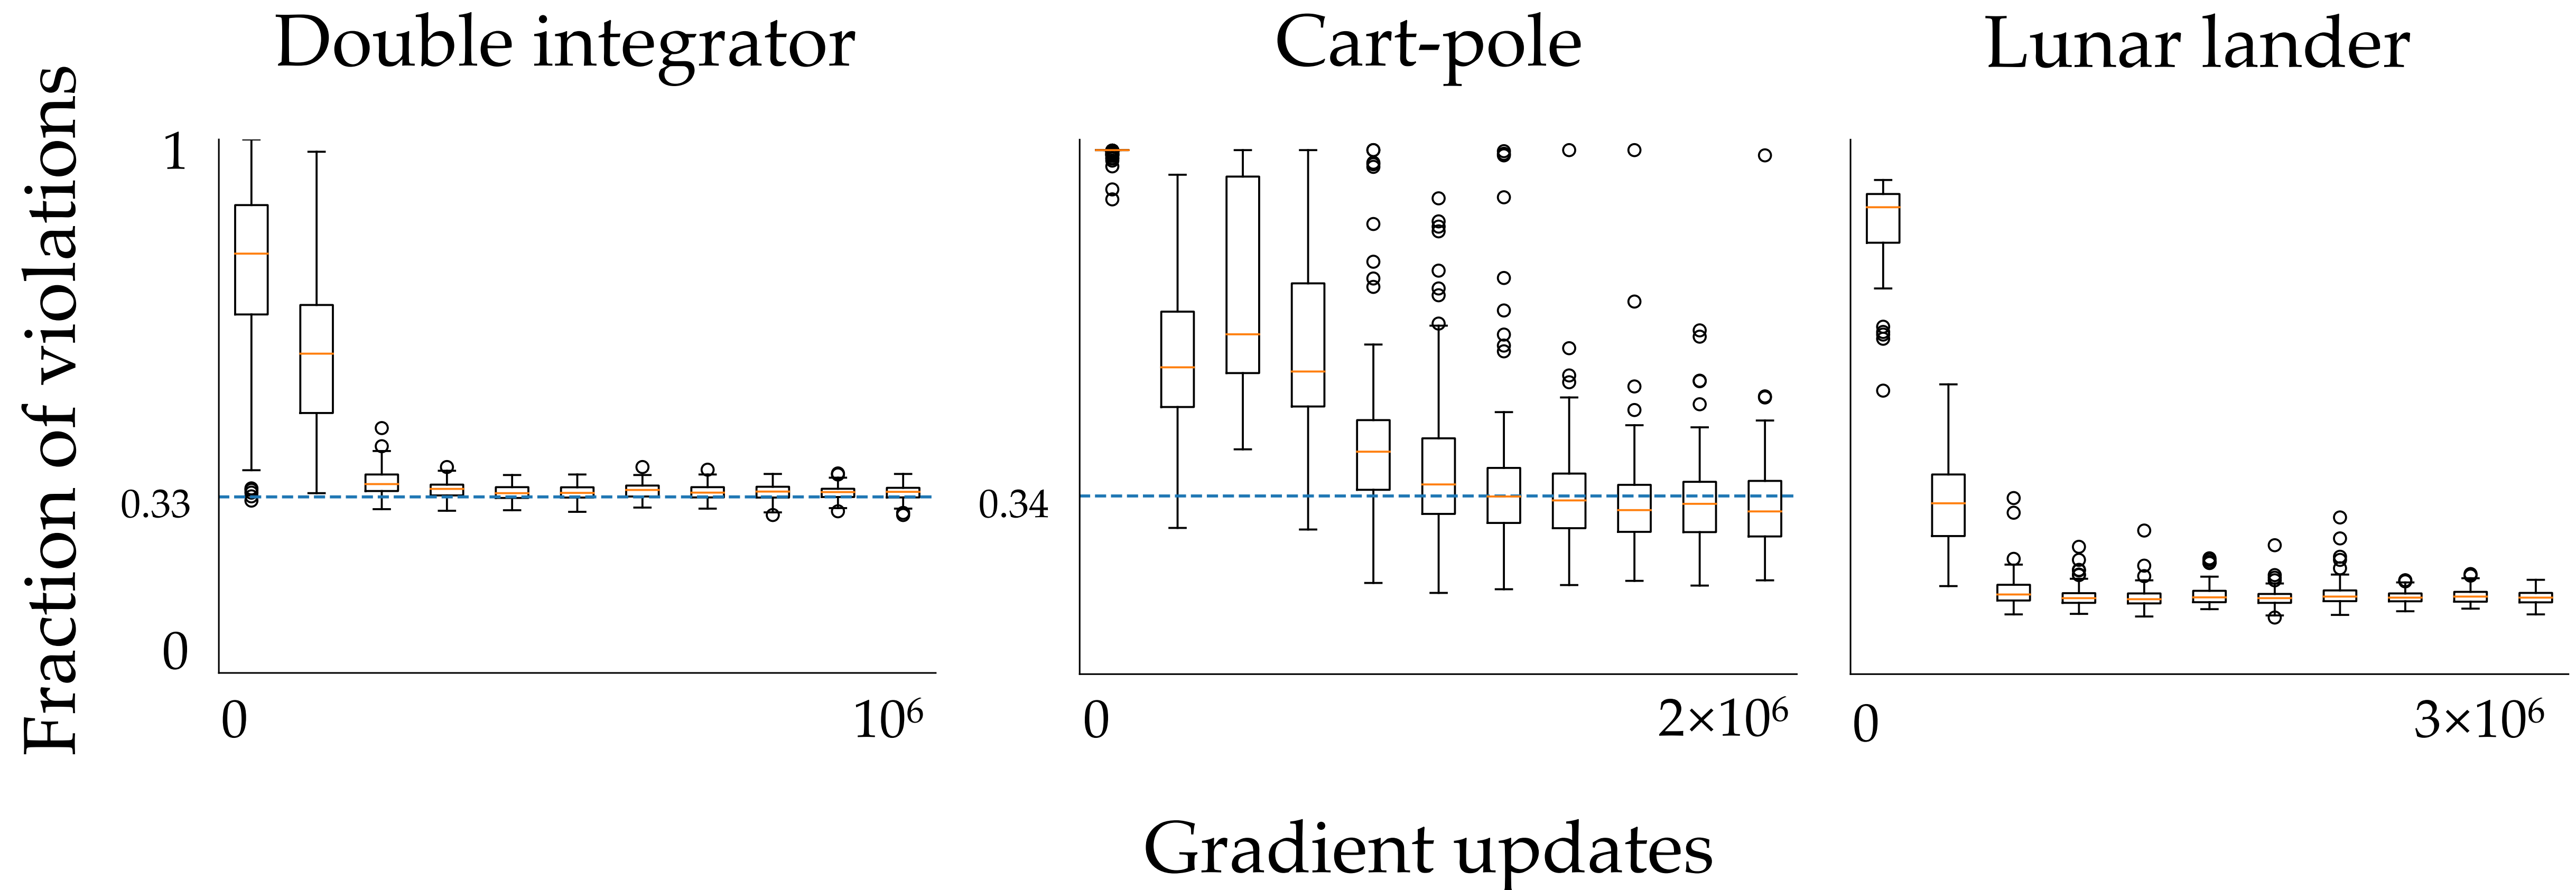 Double integrator
Cart-pole
Lunar lander
Fraction of violations
1
0.33
0
0
10⁶
0.34
0
2×10⁶
0
3×10⁶
Gradient updates